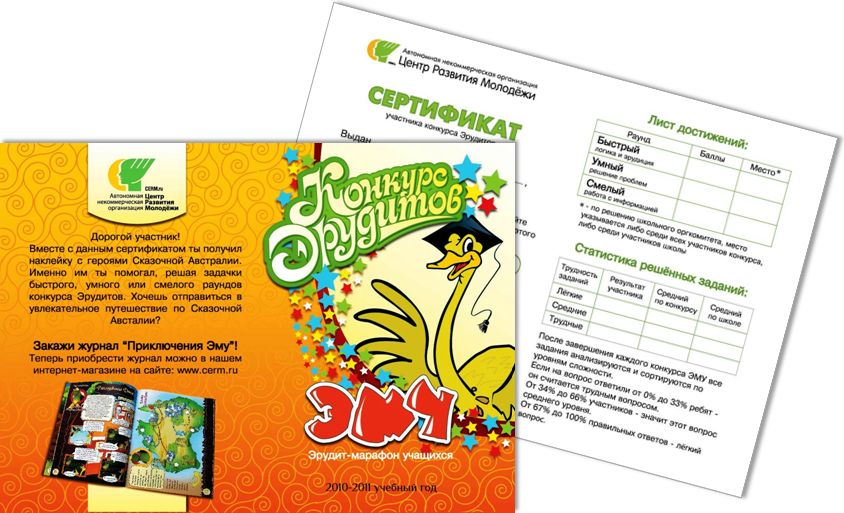 CERM.ru
Автономная некоммерческая организация
Центр Развития Молодёжи
Дорогой участник!
Вместе с данным сертификатом ты получил
наклейку с героями Сказочной Австралии.
Именно им ты помогал, решая задачки
быстрого, умного или смелого раундов
конкурса Эрудитов. Хочешь отправиться в
увлекательное путешествие по Сказочной
Австалии?
Закажи журнал "Приключения Эму"!
Теперь приобрести журнал можно в нашем
интернет-магазине на сайте: www.cerm.ru
Конкурс
Эрудитов
ЭМУ
Эрудит-марафон учащихся
2010-2011 учебный год
Автономная некоммерческая организация
Центр Развития Молодёжи
СЕРТИФИКАТ
участника конкурса Эрудитов
Выдан
Лист достижений:
Раунд Баллы Место*
Быстрый
логика и эрудиция
Умный
решение проблем
Смелый
работа с информацией
* - по решению школьного оргкомитета, место
указывается либо среди всех участников конкурса,
либо среди участников школы
Статистика решённых заданий:
Трудность заданий Результат участника Средний по конкурсу Средний по школе
Лёгкие
Средние
Трудные
После завершения каждого конкурса ЭМУ все
задания анализируются и сортируются по
уровням сложности.
Если на вопрос ответили от 0% до 33% ребят -
он считается трудным вопросом.
От 34% до 66% участников - значит этот вопрос
среднего уровня.
От 67% до 100% правильных ответов - лёгкий
вопрос.